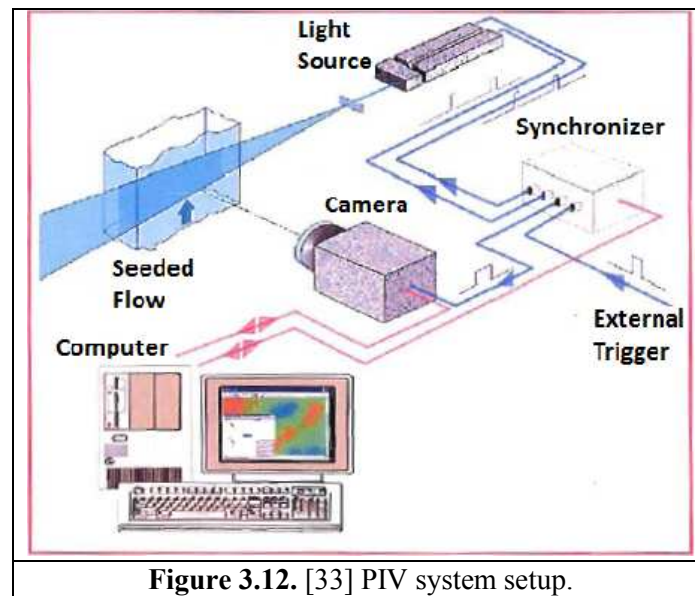 Light
Source
Synchronizer
Camera
Seeded
Flow
External
Trigger
Computer
Figure 3.12. [33] PIV system setup.